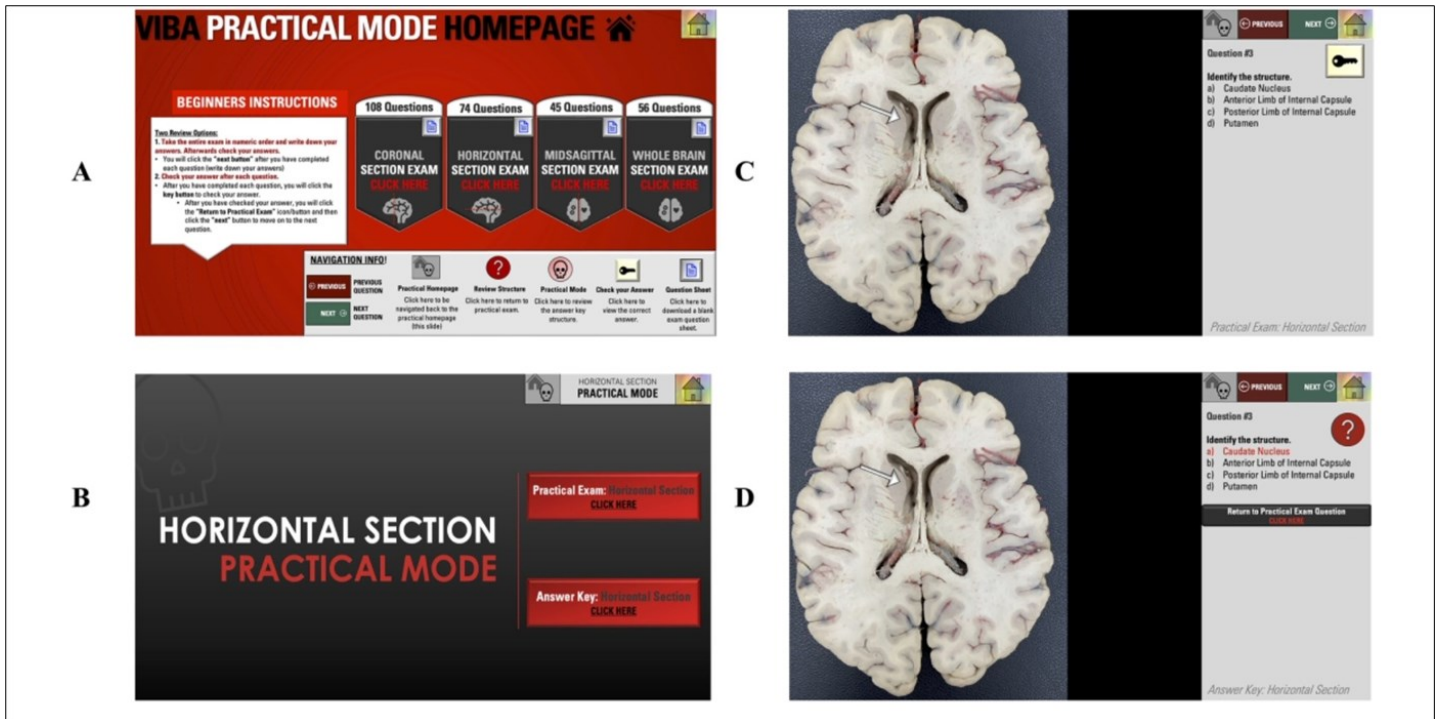 A
VIBA PRACTICAL MODE HOMEPAGE
BEGINNERS INSTRUCTIONS
Two Review Options:
1. Take the entire exam in numeric order and write down your
answers. Afterwards check your answers.
• You will click the "next button" after you have completed
each question (write down your answers)
2. Check your answer after each question.
• After you have completed each question, you will click the
key button to check your answer.
• After you have checked your answer, you will click
the "Return to Practical Exam" icon/button and then
click the "next" button to move on to the next
question.
108 Questions
CORONAL
SECTION EXAM
CLICK HERE
74 Questions
HORIZONTAL
SECTION EXAM
CLICK HERE
45 Questions
MIDSAGITTAL
SECTION EXAM
CLICK HERE
56 Questions
WHOLE BRAIN
SECTION EXAM
CLICK HERE
NAVIGATION INFO!
PREVIOUS
PREVIOUS
QUESTION
NEXT
NEXT
QUESTION
Practical Homepage
Click here to be
navigated back to the
practical homepage
(this slide)
?
Review Structure
Click here to return to
practical exam.
Practical Mode
Click here to review
the answer key
structure.
Check your Answer
Click here to
view the correct
answer.
Question Sheet
Click here to
download a blank
exam question
sheet.
B
HORIZONTAL SECTION
PRACTICAL MODE
HORIZONTAL SECTION
PRACTICAL MODE
Practical Exam: Horizontal Section
CLICK HERE
Answer Key: Horizontal Section
CLICK HERE
C
PREVIOUS
NEXT
Question #3
Identify the structure.
a) Caudate Nucleus
b) Anterior Limb of Internal Capsule
c) Posterior Limb of Internal Capsule
d) Putamen
Practical Exam: Horizontal Section
D
PREVIOUS
NEXT
Question #3
?
Identify the structure.
a) Caudate Nucleus
b) Anterior Limb of Internal Capsule
c) Posterior Limb of Internal Capsule
d) Putamen
Return to Practical Exam Question
CLICK HERE
Answer Key: Horizontal Section